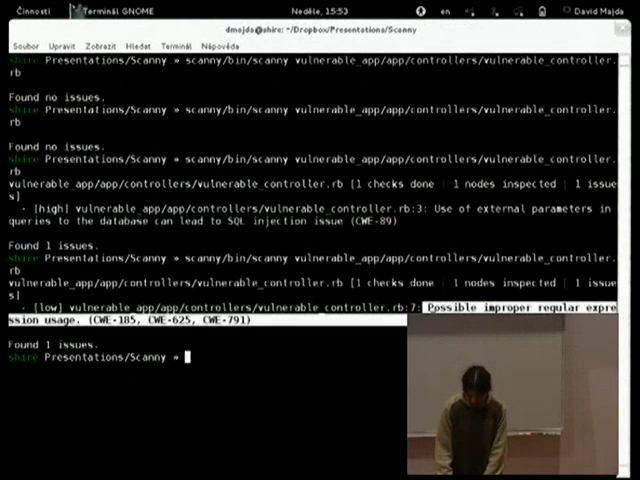 Činnosti Terminál GNOME Neděle, 15:53 en David Majda
dmajda@shire: ~/Dropbox/Presentations/Scanny
Soubor Upravit Zobrazit Hledat Terminál Nápověda
shire Presentations/Scanny » scanny/bin/scanny vulnerable_app/app/controllers/vulnerable_controller.
rb
Found no issues.
shire Presentations/Scanny » scanny/bin/scanny vulnerable_app/app/controllers/vulnerable_controller.
rb
Found no issues.
shire Presentations/Scanny » scanny/bin/scanny vulnerable_app/app/controllers/vulnerable_controller.
rb
vulnerable_app/app/controllers/vulnerable_controller.rb [1 checks done | 1 nodes inspected | 1 issue
s]
- [high] vulnerable_app/app/controllers/vulnerable_controller.rb:3: Use of external parameters in
queries to the database can lead to SQL injection issue (CWE-89)
Found 1 issues.
shire Presentations/Scanny » scanny/bin/scanny vulnerable_app/app/controllers/vulnerable_controller.
rb
vulnerable_app/app/controllers/vulnerable_controller.rb [1 checks done | 1 nodes inspected | 1 issue
s]
- [low] vulnerable_app/app/controllers/vulnerable_controller.rb:7: Possible improper regular expre
ssion usage. (CWE-185, CWE-625, CWE-791)
Found 1 issues.
shire Presentations/Scanny »